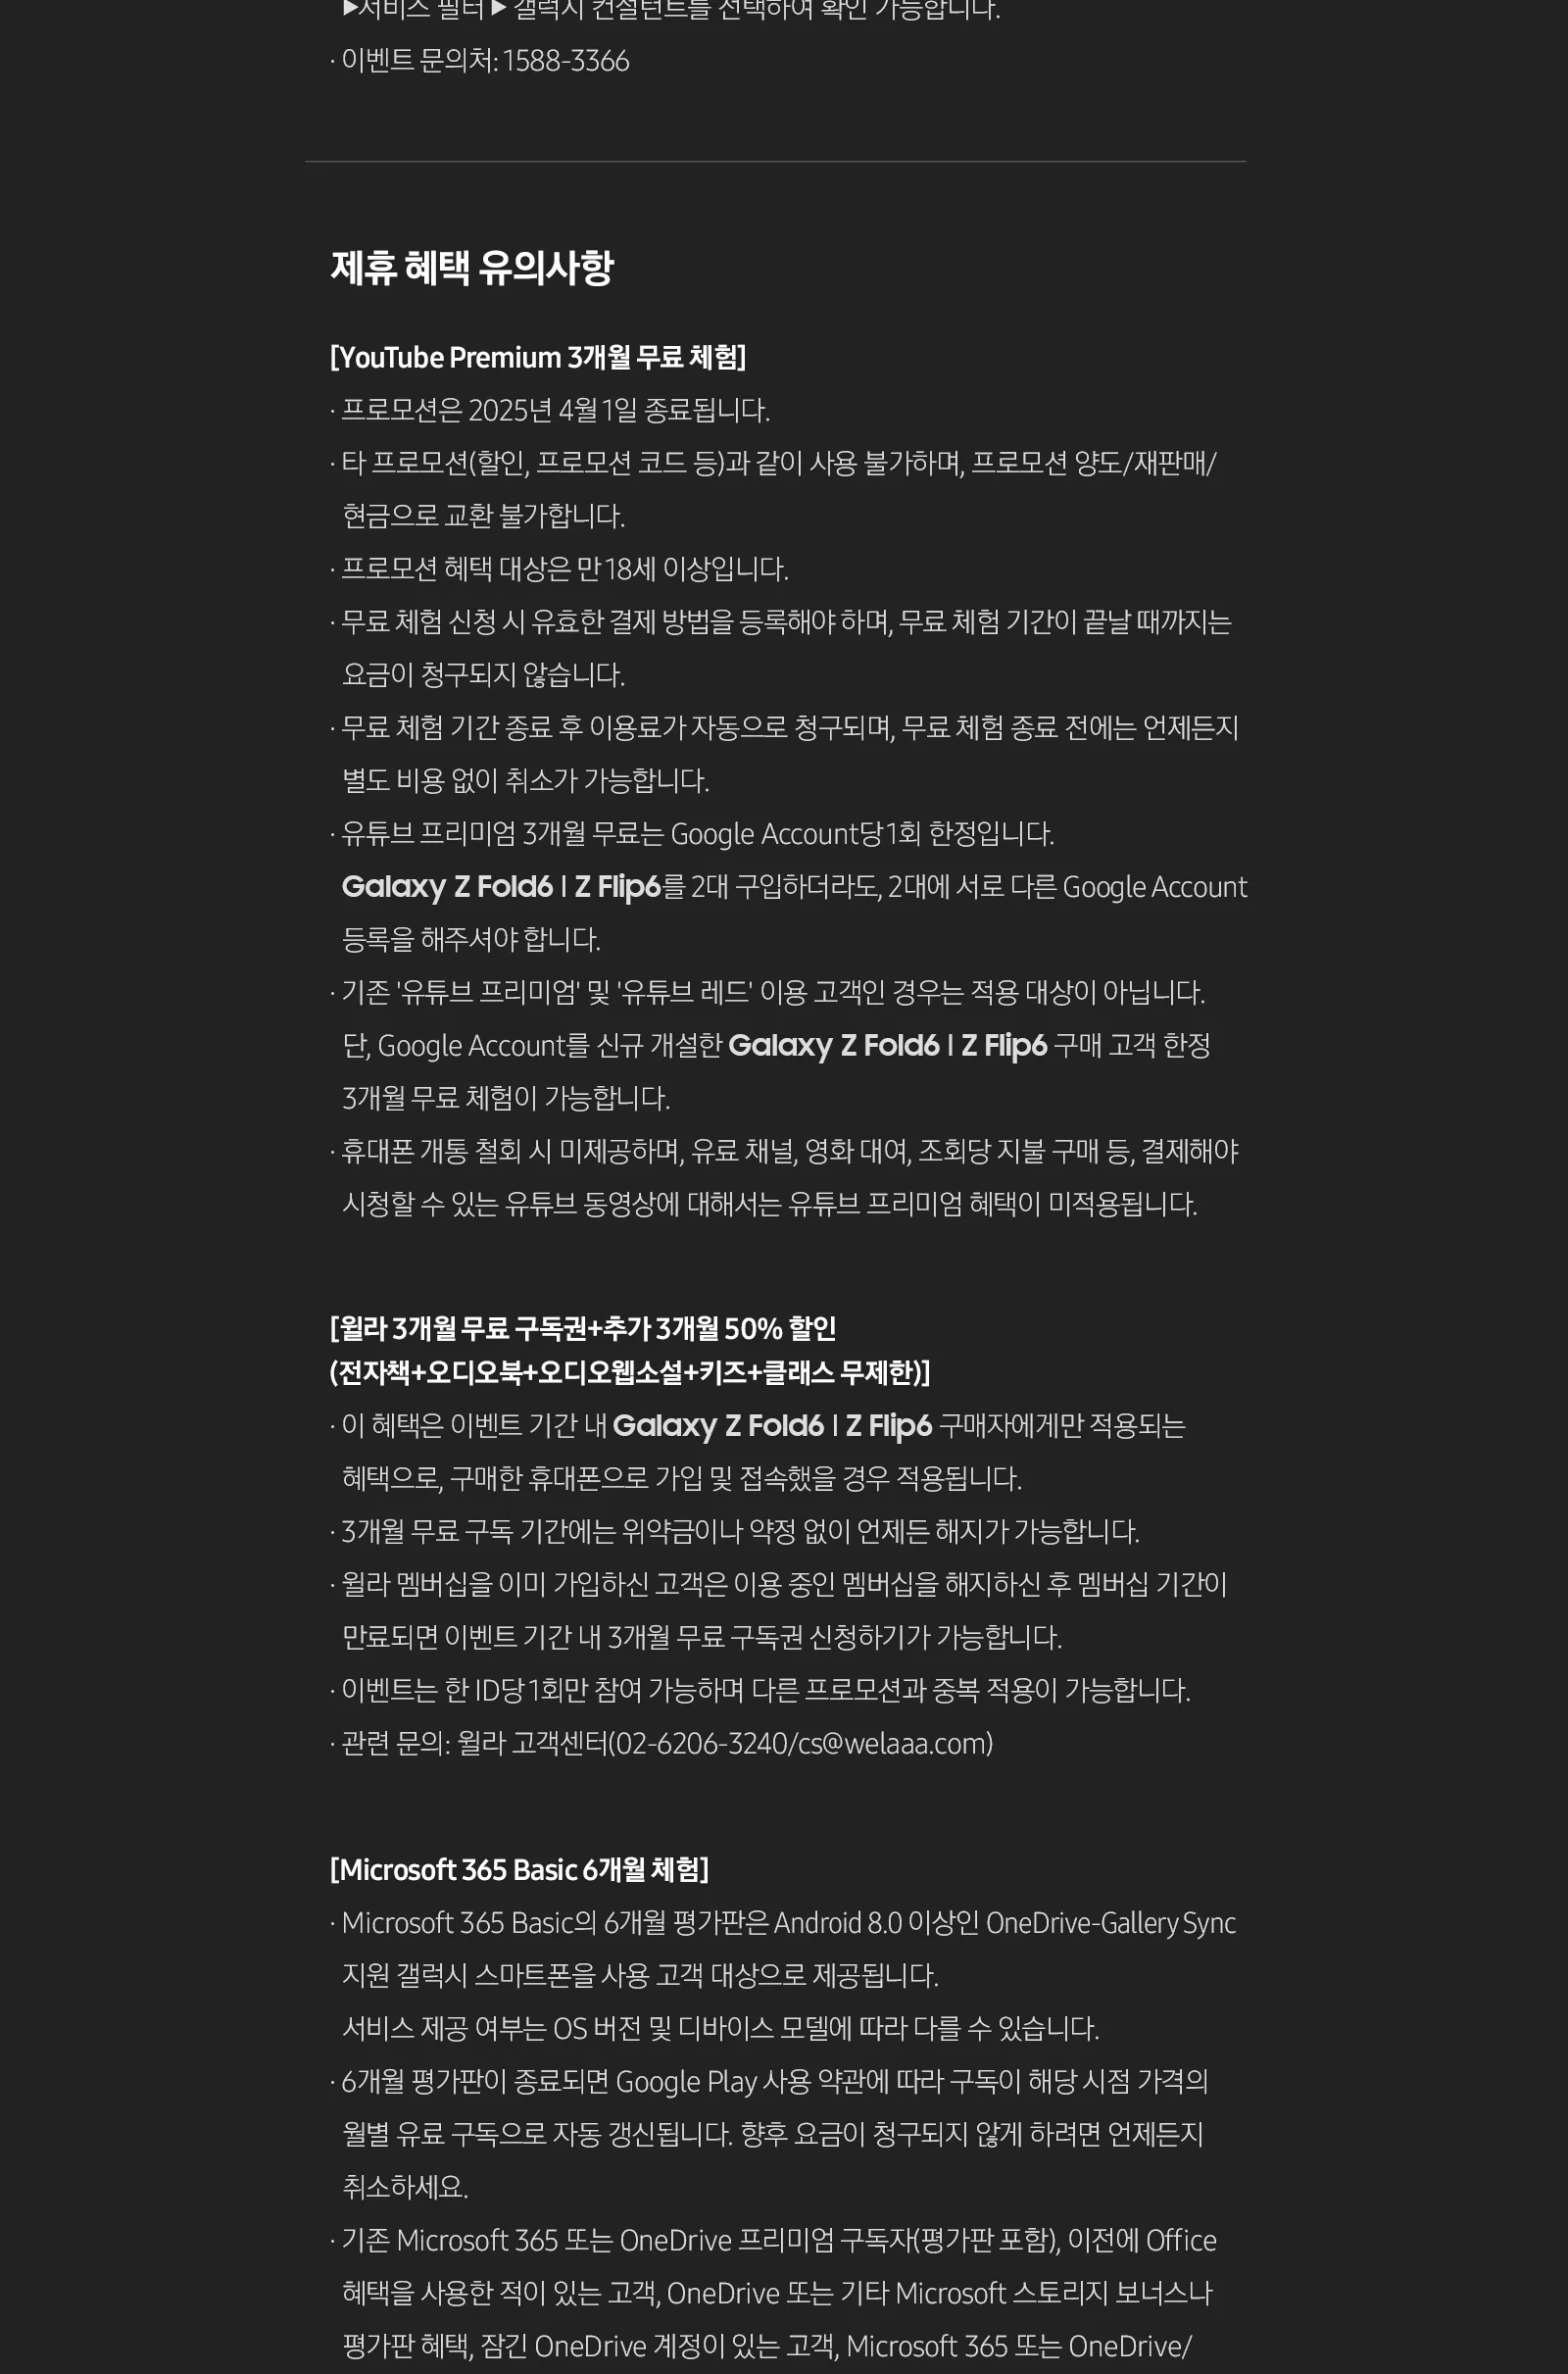 ▶서비스 필터 ▶ 갤럭시 컨설턴트를 선택하여 확인 가능합니다.
· 이벤트 문의처: 1588-3366
제휴 혜택 유의사항
[YouTube Premium 3개월 무료 체험]
· 프로모션은 2025년 4월 1일 종료됩니다.
· 타 프로모션(할인, 프로모션 코드 등)과 같이 사용 불가하며, 프로모션 양도/재판매/
현금으로 교환 불가합니다.
· 프로모션 혜택 대상은 만 18세 이상입니다.
· 무료 체험 신청 시 유효한 결제 방법을 등록해야 하며, 무료 체험 기간이 끝날 때까지는
요금이 청구되지 않습니다.
· 무료 체험 기간 종료 후 이용료가 자동으로 청구되며, 무료 체험 종료 전에는 언제든지
별도 비용 없이 취소가 가능합니다.
· 유튜브 프리미엄 3개월 무료는 Google Account당 1회 한정입니다.
Galaxy Z Fold6 | Z Flip6를 2대 구입하더라도, 2대에 서로 다른 Google Account
등록을 해주셔야 합니다.
· 기존 '유튜브 프리미엄' 및 '유튜브 레드' 이용 고객인 경우는 적용 대상이 아닙니다.
단, Google Account를 신규 개설한 Galaxy Z Fold6 | Z Flip6 구매 고객 한정
3개월 무료 체험이 가능합니다.
· 휴대폰 개통 철회 시 미제공하며, 유료 채널, 영화 대여, 조회당 지불 구매 등, 결제해야
시청할 수 있는 유튜브 동영상에 대해서는 유튜브 프리미엄 혜택이 미적용됩니다.
[윌라 3개월 무료 구독권+추가 3개월 50% 할인
(전자책+오디오북+오디오웹소설+키즈+클래스 무제한)]
· 이 혜택은 이벤트 기간 내 Galaxy Z Fold6 | Z Flip6 구매자에게만 적용되는
혜택으로, 구매한 휴대폰으로 가입 및 접속했을 경우 적용됩니다.
· 3개월 무료 구독 기간에는 위약금이나 약정 없이 언제든 해지가 가능합니다.
· 윌라 멤버십을 이미 가입하신 고객은 이용 중인 멤버십을 해지하신 후 멤버십 기간이
만료되면 이벤트 기간 내 3개월 무료 구독권 신청하기가 가능합니다.
· 이벤트는 한 ID당 1회만 참여 가능하며 다른 프로모션과 중복 적용이 가능합니다.
· 관련 문의: 윌라 고객센터(02-6206-3240/cs@welaaa.com)
[Microsoft 365 Basic 6개월 체험]
· Microsoft 365 Basic의 6개월 평가판은 Android 8.0 이상인 OneDrive-Gallery Sync
지원 갤럭시 스마트폰을 사용 고객 대상으로 제공됩니다.
서비스 제공 여부는 OS 버전 및 디바이스 모델에 따라 다를 수 있습니다.
· 6개월 평가판이 종료되면 Google Play 사용 약관에 따라 구독이 해당 시점 가격의
월별 유료 구독으로 자동 갱신됩니다. 향후 요금이 청구되지 않게 하려면 언제든지
취소하세요.
· 기존 Microsoft 365 또는 OneDrive 프리미엄 구독자(평가판 포함), 이전에 Office
혜택을 사용한 적이 있는 고객, OneDrive 또는 기타 Microsoft 스토리지 보너스나
평가판 혜택, 잠긴 OneDrive 계정이 있는 고객, Microsoft 365 또는 OneDrive/